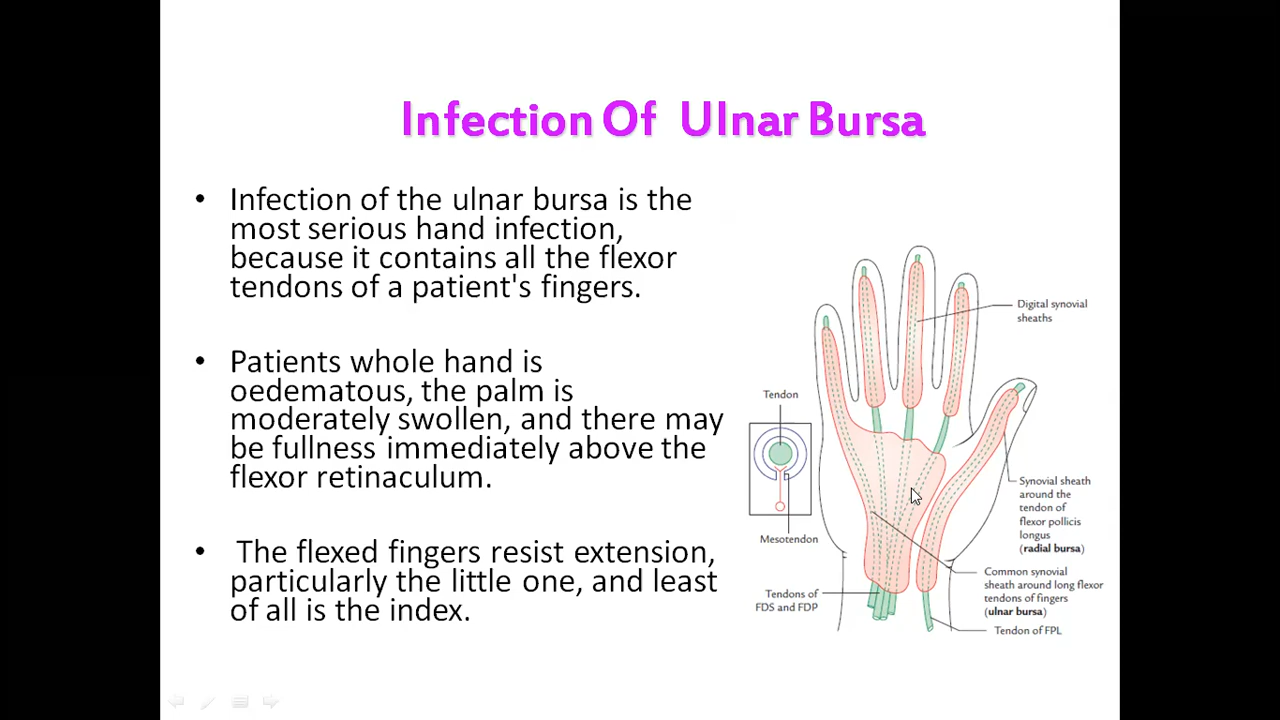 Infection Of Ulnar Bursa
• Infection of the ulnar bursa is the
most serious hand infection,
because it contains all the flexor
tendons of a patient's fingers.
• Patients whole hand is
oedematous, the palm is
moderately swollen, and there may
be fullness immediately above the
flexor retinaculum.
• The flexed fingers resist extension,
particularly the little one, and least
of all is the index.
Digital synovial
sheaths
Tendon
Mesotendon
Synovial sheath
around the
tendon of
flexor pollicis
longus
(radial bursa)
Common synovial
sheath around long flexor
tendons of fingers
(ulnar bursa)
Tendons of
FDS and FDP
Tendon of FPL